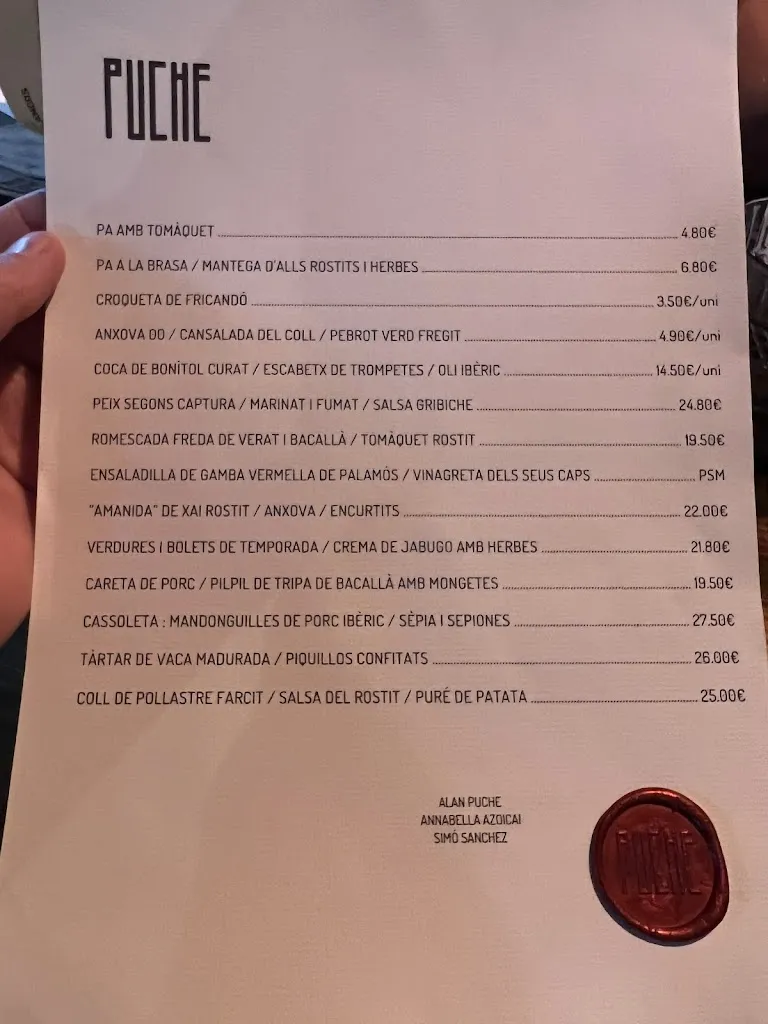 PUCHE
PA AMB TOMÀQUET 4.80€
PA A LA BRASA / MANTEGA D'ALLS ROSTITS I HERBES 6.80€
CROQUETA DE FRICANDÓ 3.50€/uni
ANXOVA 00 / CANSALADA DEL COLL / PEBROT VERD FREGIT 4.90€/uni
COCA DE BONÍTOL CURAT / ESCABETX DE TROMPETES / OLI IBÈRIC 14.50€/uni
PEIX SEGONS CAPTURA / MARINAT I FUMAT / SALSA GRIBICHE 24.80€
ROMESCADA FREDA DE VERAT I BACALLÀ / TOMÀQUET ROSTIT 19.50€
ENSALADILLA DE GAMBA VERMELLA DE PALAMÓS / VINAGRETA DELS SEUS CAPS PSM
"AMANIDA" DE XAI ROSTIT / ANXOVA / ENCURTITS 22.00€
VERDURES I BOLETS DE TEMPORADA / CREMA DE JABUGO AMB HERBES 21.80€
CARETA DE PORC / PILPIL DE TRIPA DE BACALLÀ AMB MONGETES 19.50€
CASSOLETA : MANDONGUILLES DE PORC IBÈRIC / SÈPIA I SEPIONES 27.50€
TÀRTAR DE VACA MADURADA / PIQUILLOS CONFITATS 26.00€
COLL DE POLLASTRE FARCIT / SALSA DEL ROSTIT / PURÉ DE PATATA 25.00€
ALAN PUCHE
ANNABELLA AZOICAI
SIMÓ SANCHEZ
PUCHE